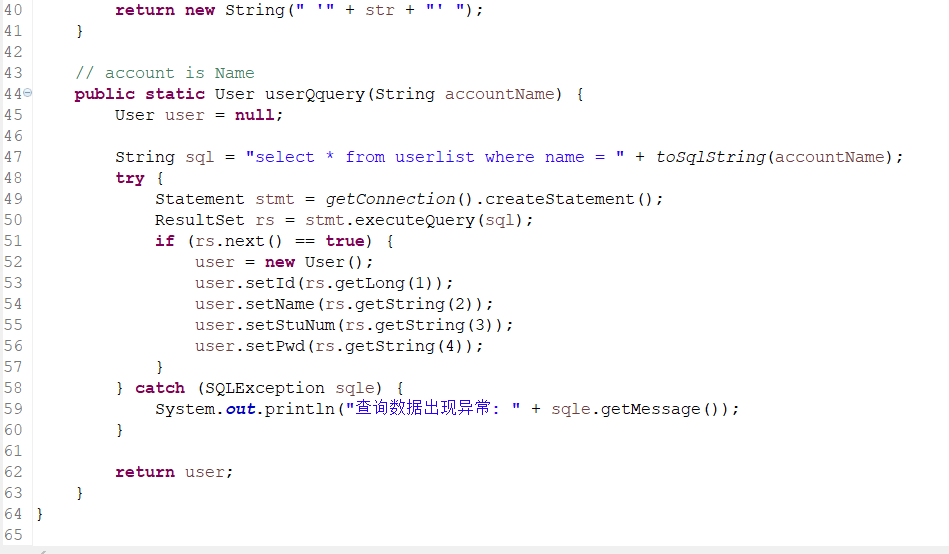 40        return new String(" '" + str + "' ");
41    }
42
43    // account is Name
44    public static User userQquery(String accountName) {
45        User user = null;
46
47        String sql = "select * from userlist where name = " + toSqlString(accountName);
48        try {
49            Statement stmt = getConnection().createStatement();
50            ResultSet rs = stmt.executeQuery(sql);
51            if (rs.next() == true) {
52                user = new User();
53                user.setId(rs.getLong(1));
54                user.setName(rs.getString(2));
55                user.setStuNum(rs.getString(3));
56                user.setPwd(rs.getString(4));
57            }
58        } catch (SQLException sqle) {
59            System.out.println("查询数据出现异常: " + sqle.getMessage());
60        }
61
62        return user;
63    }
64 }
65